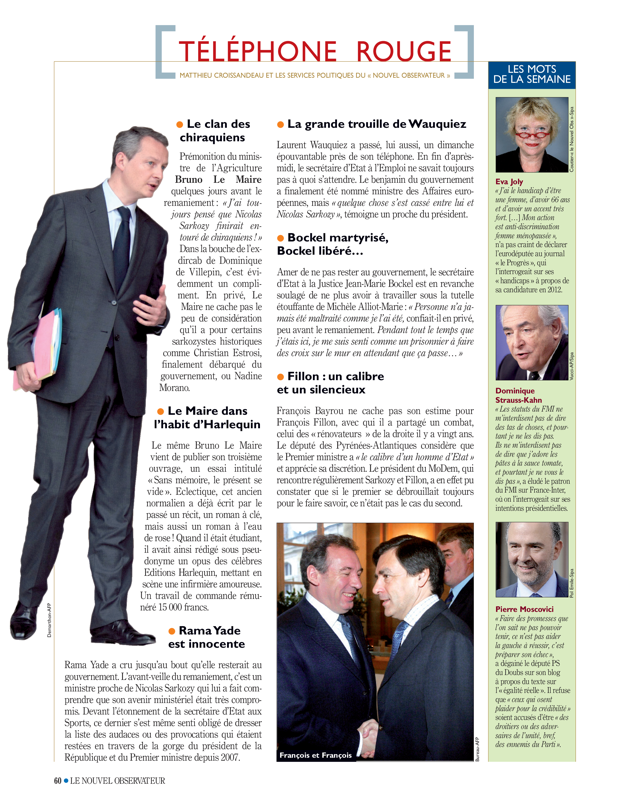 TÉLÉPHONE ROUGE
MATTHIEU CROISSANDEAU ET LES SERVICES POLITIQUES DU « NOUVEL OBSERVATEUR »
● Le clan des
chiraquiens
Prémonition du minis-
tre de l'Agriculture
Bruno Le Maire
quelques jours avant le
remaniement : « J'ai tou-
jours pensé que Nicolas
Sarkozy finirait en-
touré de chiraquiens ! »
Dans la bouche de l'ex-
dircab de Dominique
de Villepin, c'est évi-
demment un compli-
ment. En privé, Le
Maire ne cache pas le
peu de considération
qu'il a pour certains
sarkozystes historiques
comme Christian Estrosi,
finalement débarqué du
gouvernement, ou Nadine
Morano.
● Le Maire dans
l'habit d'Harlequin
Le même Bruno Le Maire
vient de publier son troisième
ouvrage, un essai intitulé
« Sans mémoire, le présent se
vide ». Eclectique, cet ancien
normalien a déjà écrit par le
passé un récit, un roman à clé,
mais aussi un roman à l'eau
de rose ! Quand il était étudiant,
il avait ainsi rédigé sous pseu-
donyme un opus des célèbres
Editions Harlequin, mettant en
scène une infirmière amoureuse.
Un travail de commande rému-
néré 15 000 francs.
Demarthon-AFP
● Rama Yade
est innocente
Rama Yade a cru jusqu'au bout qu'elle resterait au
gouvernement. L'avant-veille du remaniement, c'est un
ministre proche de Nicolas Sarkozy qui lui a fait com-
prendre que son avenir ministériel était très compro-
mis. Devant l'étonnement de la secrétaire d'Etat aux
Sports, ce dernier s'est même senti obligé de dresser
la liste des audaces ou des provocations qui étaient
restées en travers de la gorge du président de la
République et du Premier ministre depuis 2007.
● La grande trouille de Wauquiez
Laurent Wauquiez a passé, lui aussi, un dimanche
épouvantable près de son téléphone. En fin d'après-
midi, le secrétaire d'Etat à l'Emploi ne savait toujours
pas à quoi s'attendre. Le benjamin du gouvernement
a finalement été nommé ministre des Affaires euro-
péennes, mais « quelque chose s'est cassé entre lui et
Nicolas Sarkozy », témoigne un proche du président.
● Bockel martyrisé,
Bockel libéré…
Amer de ne pas rester au gouvernement, le secrétaire
d'Etat à la Justice Jean-Marie Bockel est en revanche
soulagé de ne plus avoir à travailler sous la tutelle
étouffante de Michèle Alliot-Marie : « Personne n'a ja-
mais été maltraité comme je l'ai été, confiait-il en privé,
peu avant le remaniement. Pendant tout le temps que
j'étais ici, je me suis senti comme un prisonnier à faire
des croix sur le mur en attendant que ça passe… »
● Fillon : un calibre
et un silencieux
François Bayrou ne cache pas son estime pour
François Fillon, avec qui il a partagé un combat,
celui des « rénovateurs » de la droite il y a vingt ans.
Le député des Pyrénées-Atlantiques considère que
le Premier ministre a « le calibre d'un homme d'Etat »
et apprécie sa discrétion. Le président du MoDem, qui
rencontre régulièrement Sarkozy et Fillon, a en effet pu
constater que si le premier se débrouillait toujours
pour le faire savoir, ce n'était pas le cas du second.
François et François
Bureau-AFP
LES MOTS
DE LA SEMAINE
Eva Joly
« J'ai le handicap d'être
une femme, d'avoir 66 ans
et d'avoir un accent très
fort. […] Mon action
est anti-discrimination
femme ménopausée »,
n'a pas craint de déclarer
l'eurodéputée au journal
« le Progrès », qui
l'interrogeait sur ses
« handicaps » à propos de
sa candidature en 2012.
Dominique
Strauss-Kahn
« Les statuts du FMI ne
m'interdisent pas de dire
des tas de choses, et pour-
tant je ne les dis pas.
Ils ne m'interdisent pas
de dire que j'adore les
pâtes à la sauce tomate,
et pourtant je ne vous le
dis pas », a éludé le patron
du FMI sur France-Inter,
où on l'interrogeait sur ses
intentions présidentielles.
Pierre Moscovici
« Faire des promesses que
l'on sait ne pas pouvoir
tenir, ce n'est pas aider
la gauche à réussir, c'est
préparer son échec »,
a dégainé le député PS
du Doubs sur son blog
à propos du texte sur
l'« égalité réelle ». Il refuse
que « ceux qui osent
plaider pour la crédibilité »
soient accusés d'être « des
droitiers ou des adver-
saires de l'unité, bref,
des ennemis du Parti ».
60 ● LE NOUVEL OBSERVATEUR